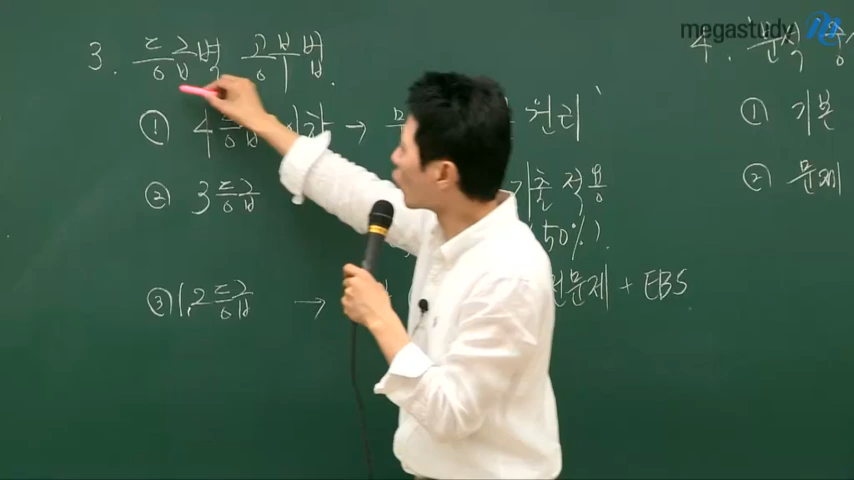 megastudy
3. 등급별 공부법.
① 4등급 이하 →
원리
② 3등급
기출 적용
(50%).
③ 1,2등급 →
문제 + EBS
4. 분석
① 기본
② 문제